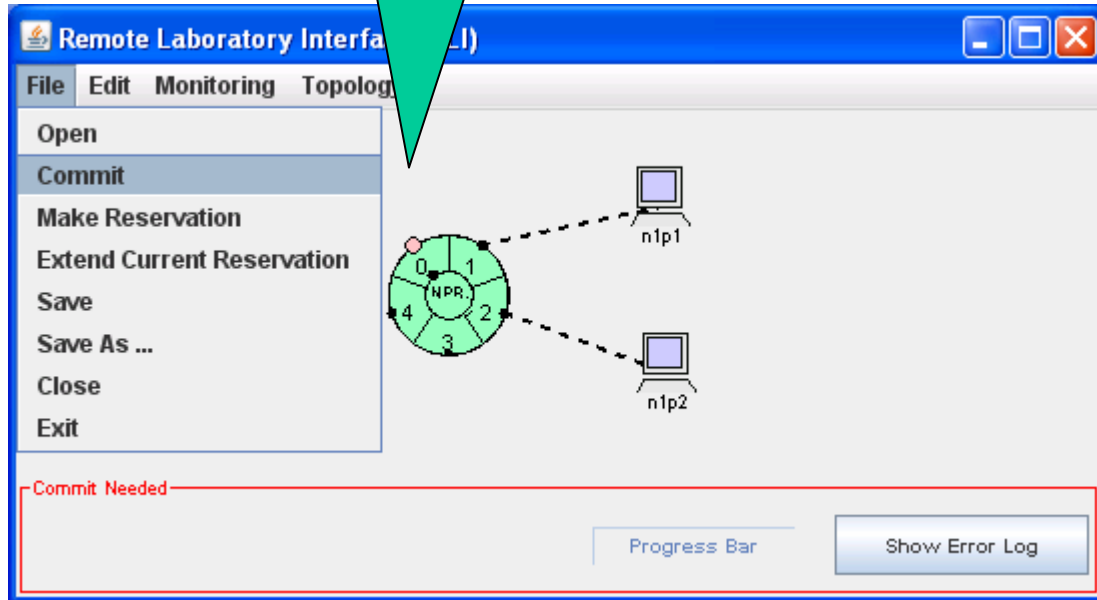 Remote Laboratory Interfa LI)
File Edit Monitoring Topolog
Open
Commit
Make Reservation
Extend Current Reservation
Save
Save As ...
Close
Exit
n1p1
0 1
NPR.
4 2
3
n1p2
Commit Needed
Progress Bar
Show Error Log